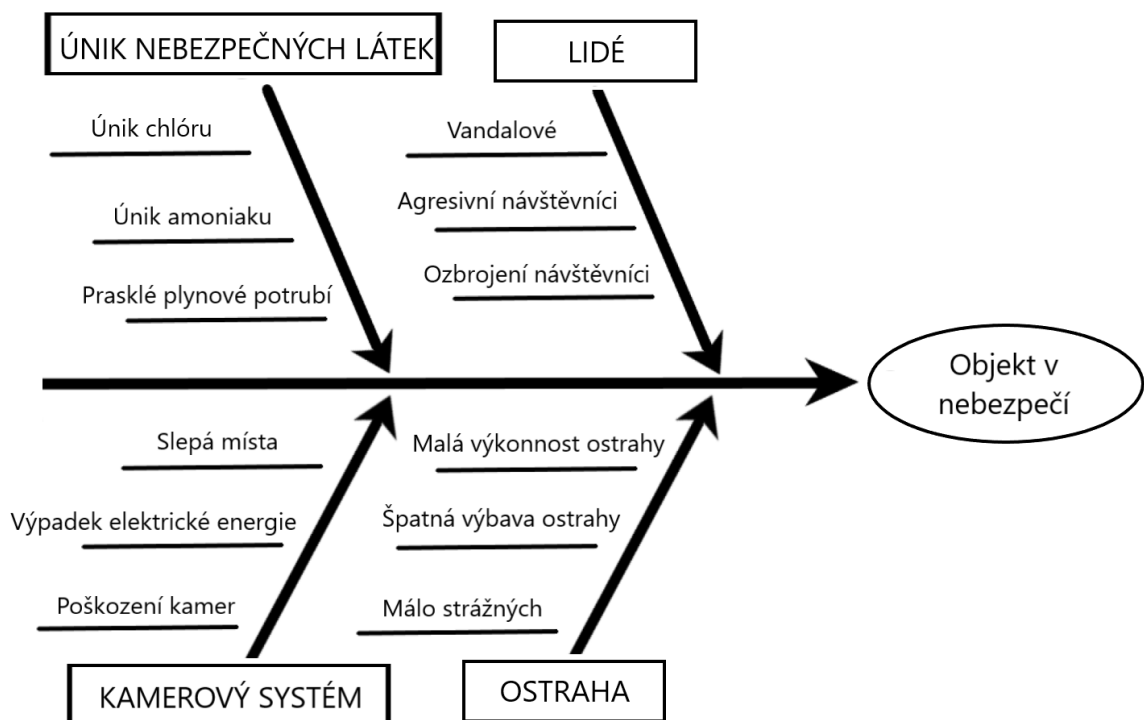 ÚNIK NEBEZPEČNÝCH LÁTEK
LIDÉ
Únik chlóru
Únik amoniaku
Prasklé plynové potrubí
Vandalové
Agresivní návštěvníci
Ozbrojení návštěvníci
Objekt v
nebezpečí
Slepá místa
Výpadek elektrické energie
Poškození kamer
Malá výkonnost ostrahy
Špatná výbava ostrahy
Málo strážných
KAMEROVÝ SYSTÉM
OSTRAHA